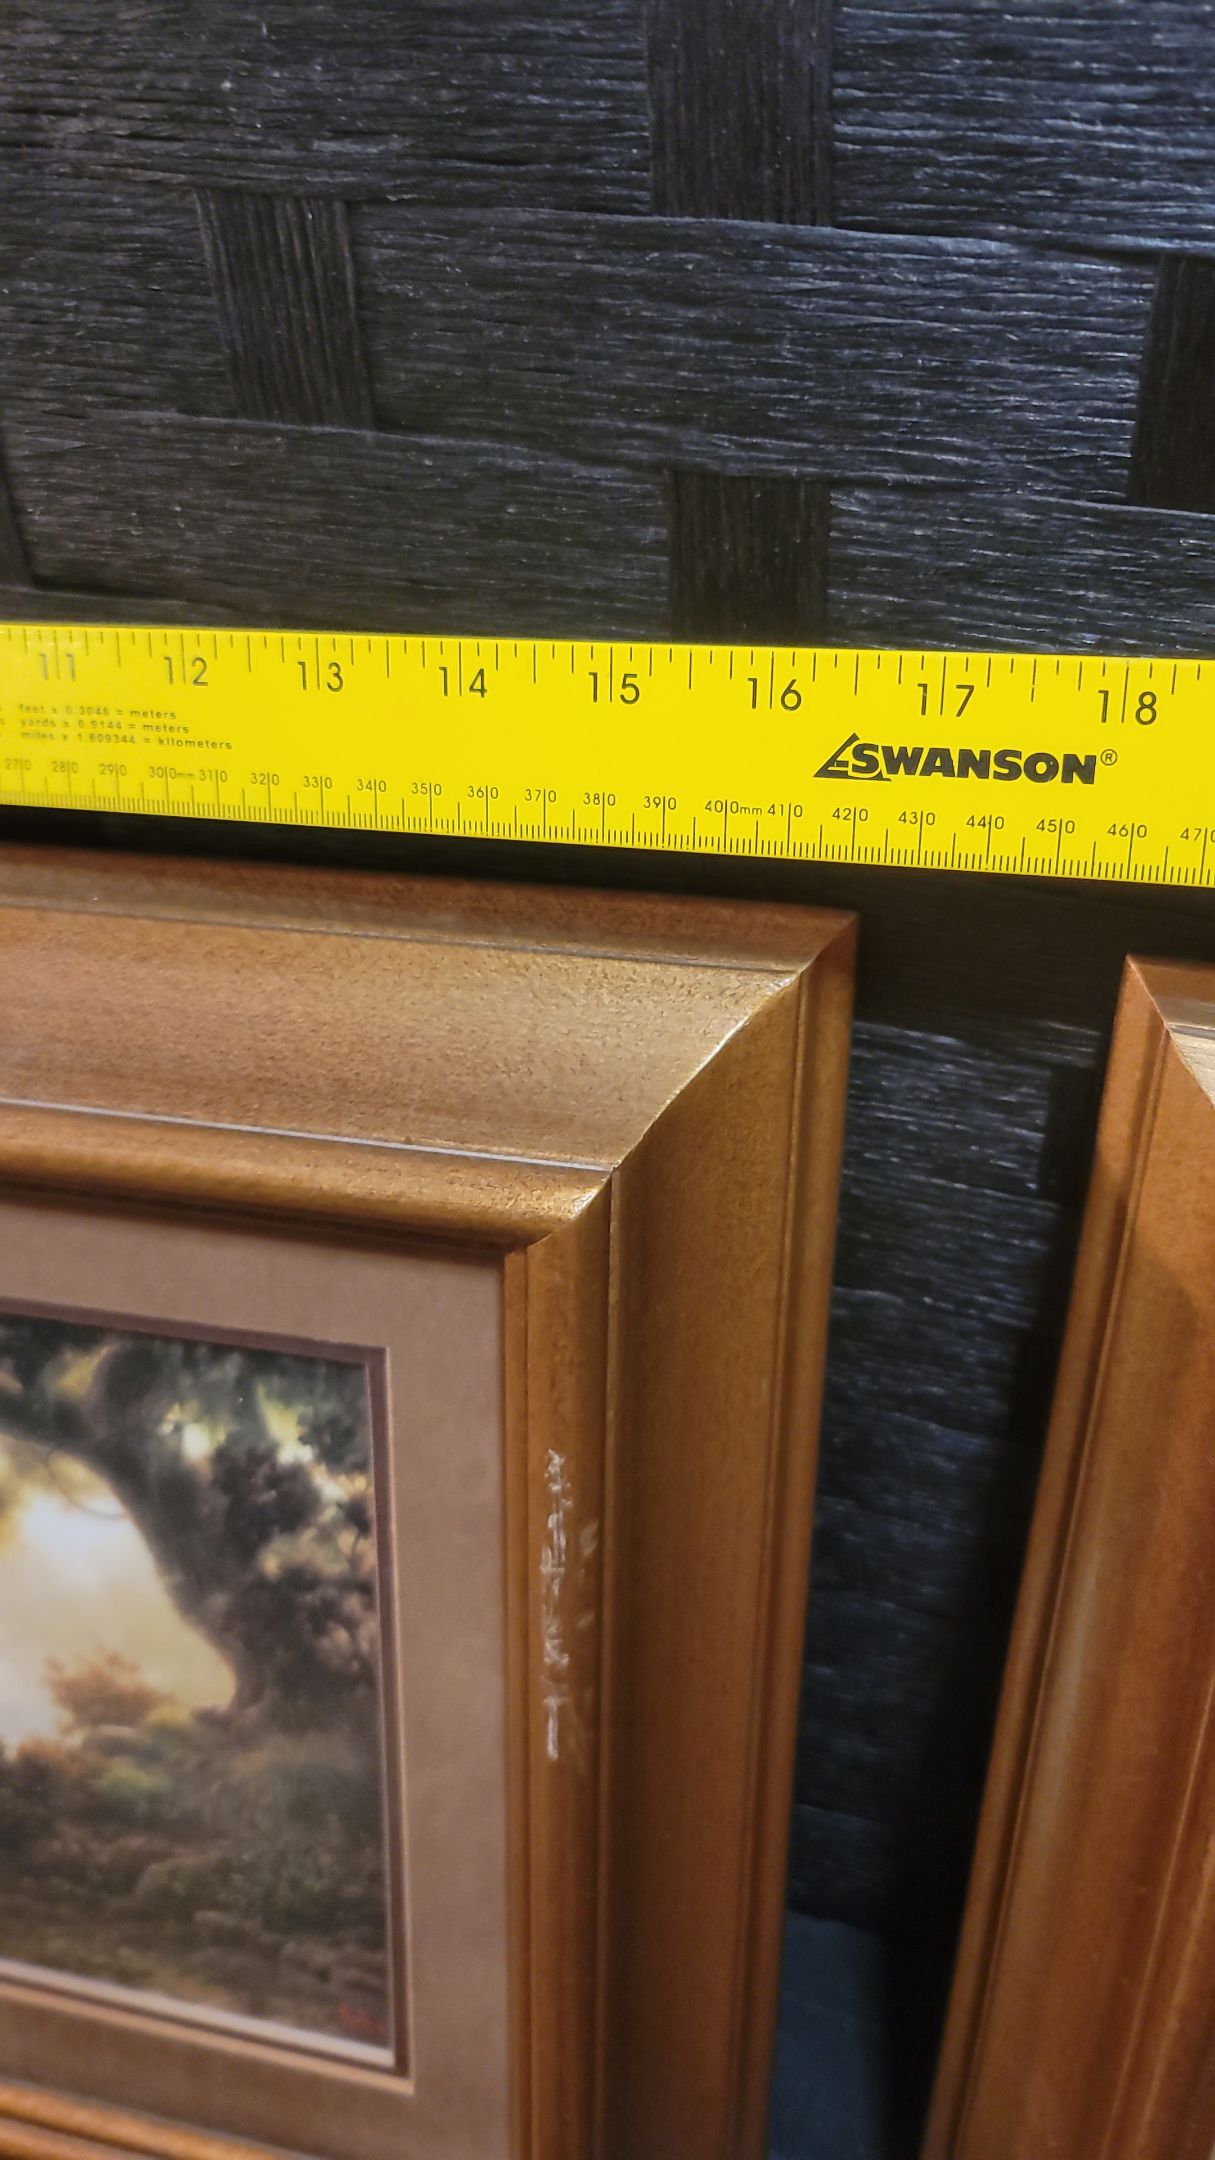 11 12 13 14 15 16 17 18
feet x 0.3048 = meters
yards x 0.9144 = meters
miles x 1.609344 = kilometers
SWANSON®
270 280 290 300mm 310 320 330 340 350 360 370 380 390 400mm 410 420 430 440 450 460 470